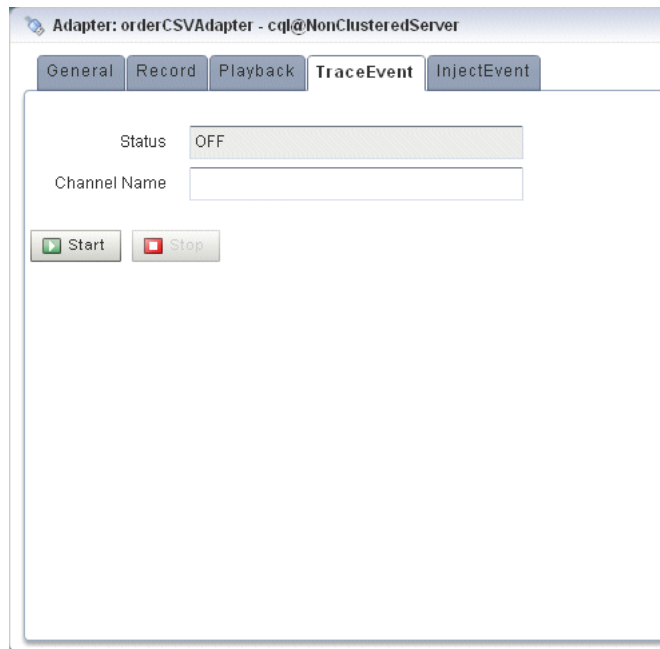 Adapter: orderCSVAdapter - cql@NonClusteredServer
General Record Playback TraceEvent InjectEvent
Status OFF
Channel Name
Start Stop